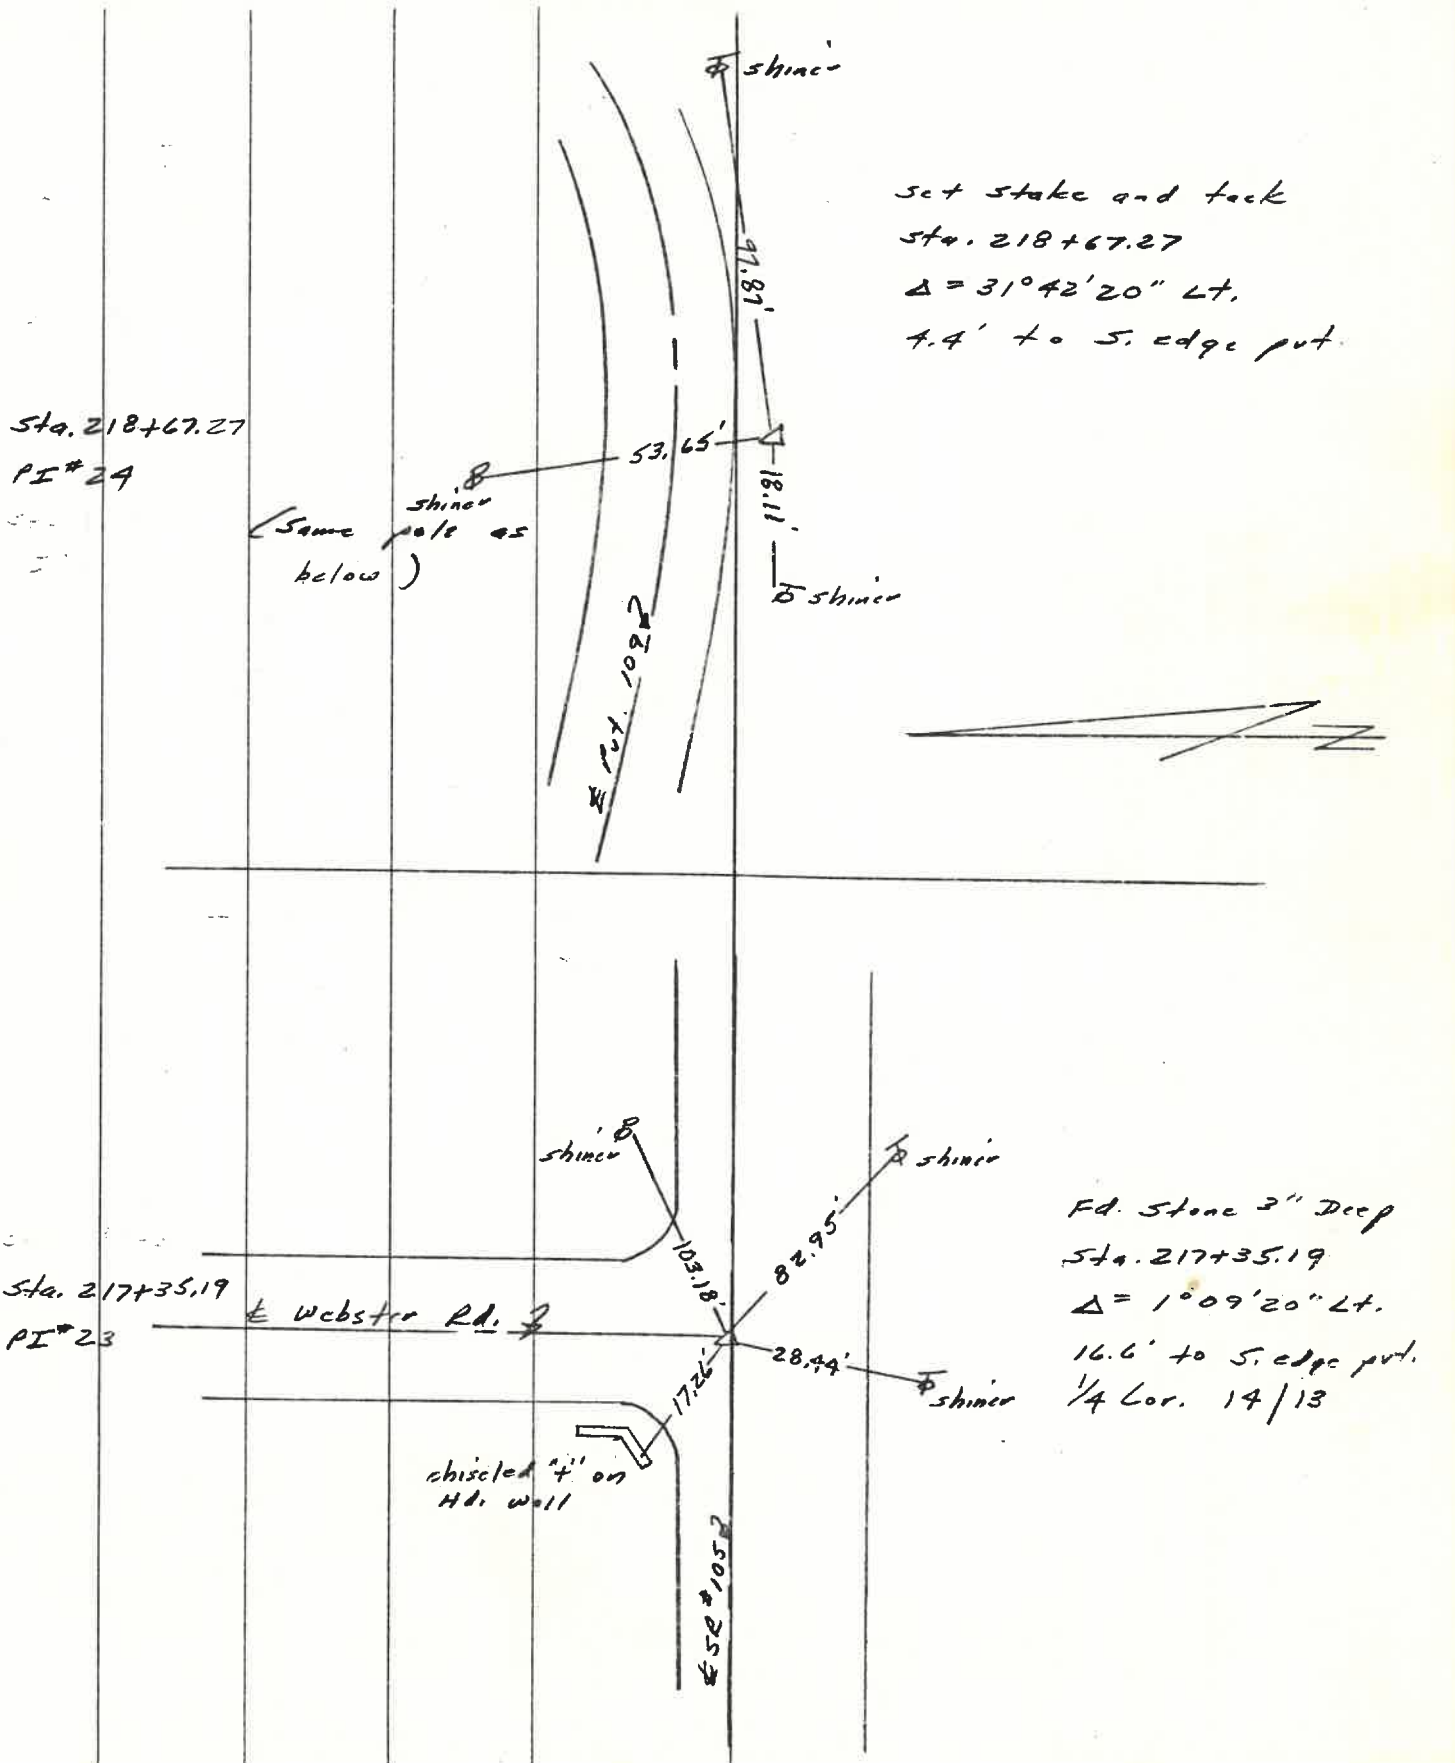 shiner
set stake and tack
sta. 218+67.27
Δ = 31°42'20" Lt.
4.4' to S. edge pvt.
97.87'
Sta. 218+67.27
PI #24
53.65'
18.11'
shiner
(Same pole as
below)
shiner
℄ Pvt. 109
N
shiner
shiner
Fd. Stone 3" Deep
Sta. 217+35.19
Δ = 1°09'20" Lt.
16.6' to S. edge pvt.
1/4 Cor. 14/13
103.18'
82.95'
Sta. 217+35.19
PI #23
℄ Webster Rd.
28.44'
shiner
17.26'
chiseled "+" on
Hd. wall
℄ SR #105